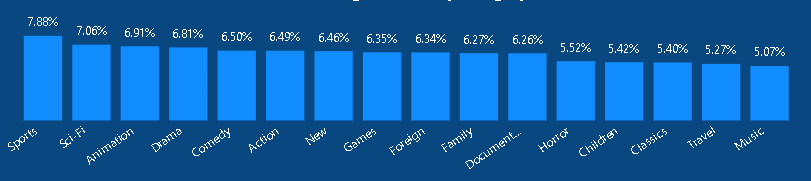 7.88%
7.06%
6.91%
6.81%
6.50%
6.49%
6.46%
6.35%
6.34%
6.27%
6.26%
5.52%
5.42%
5.40%
5.27%
5.07%
Sports
Sci-Fi
Animation
Drama
Comedy
Action
New
Games
Foreign
Family
Document...
Horror
Children
Classics
Travel
Music